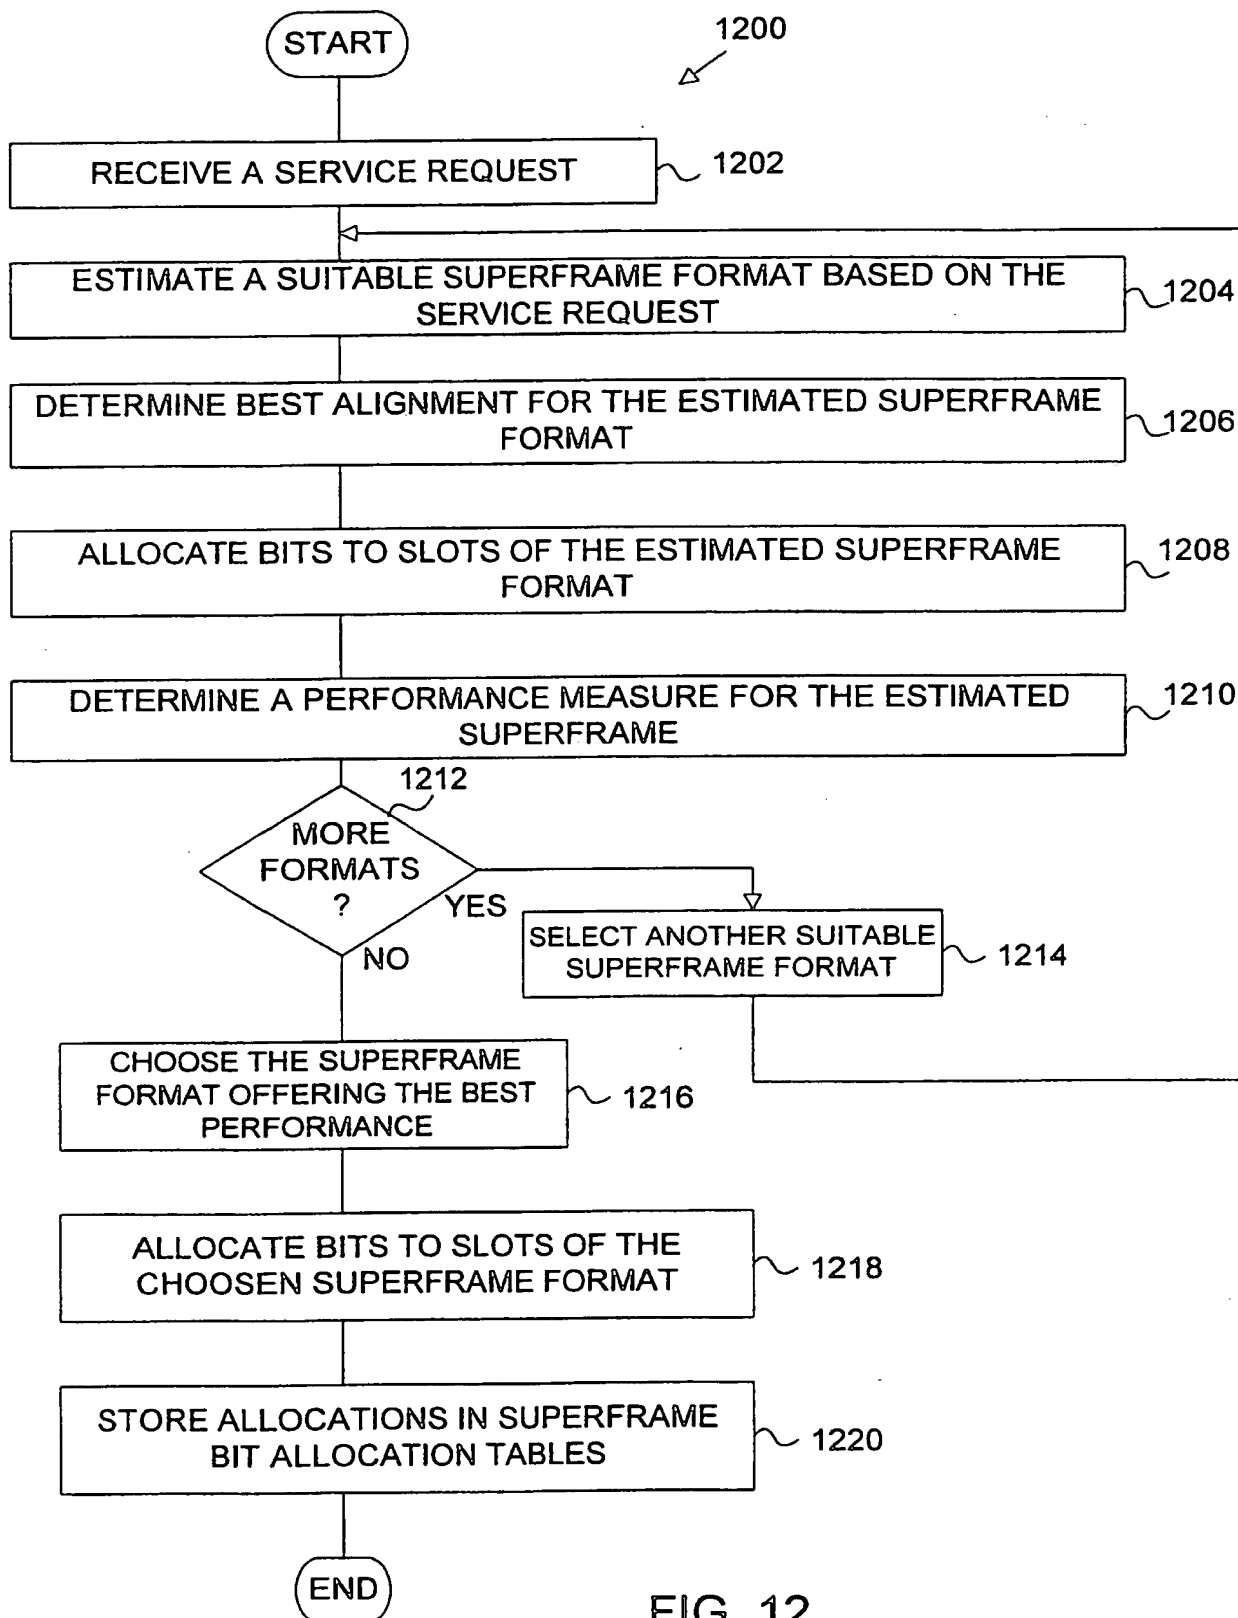 START
1200
RECEIVE A SERVICE REQUEST
1202
ESTIMATE A SUITABLE SUPERFRAME FORMAT BASED ON THE
SERVICE REQUEST
1204
DETERMINE BEST ALIGNMENT FOR THE ESTIMATED SUPERFRAME
FORMAT
1206
ALLOCATE BITS TO SLOTS OF THE ESTIMATED SUPERFRAME
FORMAT
1208
DETERMINE A PERFORMANCE MEASURE FOR THE ESTIMATED
SUPERFRAME
1210
1212
MORE
FORMATS
?
YES
NO
SELECT ANOTHER SUITABLE
SUPERFRAME FORMAT
1214
CHOOSE THE SUPERFRAME
FORMAT OFFERING THE BEST
PERFORMANCE
1216
ALLOCATE BITS TO SLOTS OF THE
CHOOSEN SUPERFRAME FORMAT
1218
STORE ALLOCATIONS IN SUPERFRAME
BIT ALLOCATION TABLES
1220
END
FIG. 12